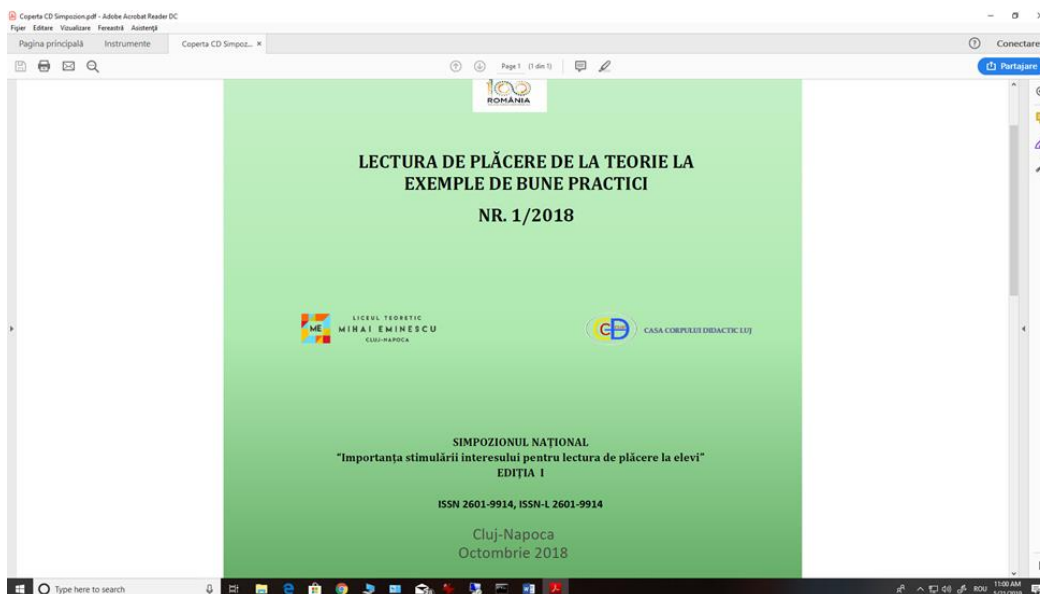 Coperta CD Simpozion.pdf - Adobe Acrobat Reader DC
Fișier Editare Vizualizare Fereastră Asistență
Pagina principală Instrumente Coperta CD Simpoz... × Conectare
Page 1 (1 din 1) Partajare
100
ROMÂNIA
LECTURA DE PLĂCERE DE LA TEORIE LA
EXEMPLE DE BUNE PRACTICI
NR. 1/2018
LICEUL TEORETIC
ME MIHAI EMINESCU
CLUJ-NAPOCA
CD CASA CORPULUI DIDACTIC LUJ
SIMPOZIONUL NAȚIONAL
"Importanța stimulării interesului pentru lectura de plăcere la elevi"
EDIȚIA I
ISSN 2601-9914, ISSN-L 2601-9914
Cluj-Napoca
Octombrie 2018
Type here to search ROU 11:00 AM